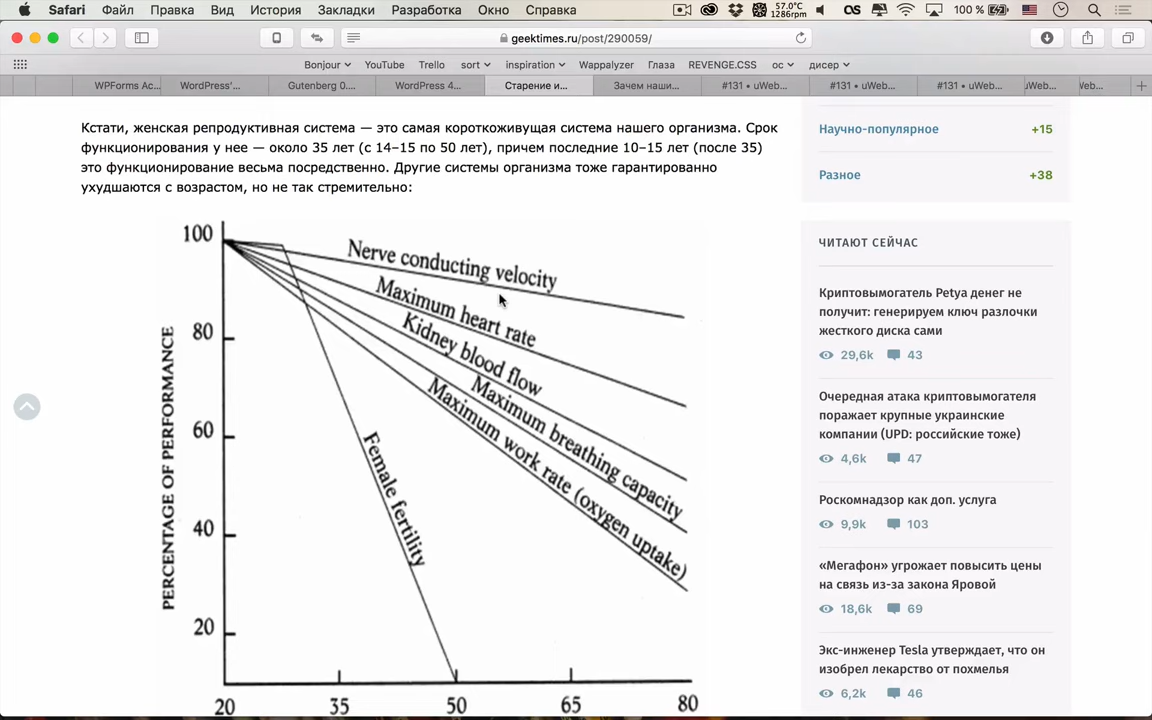 Safari Файл Правка Вид История Закладки Разработка Окно Справка 57.0°C 1286rpm 100 %
geektimes.ru/post/290059/
Bonjour YouTube Trello sort inspiration Wappalyzer Глаза REVENGE.CSS ос дисер
WPForms Ac... WordPress'... Gutenberg 0.... WordPress 4... Старение и... Зачем наши... #131 — uWeb... #131 — uWeb... #131 — uWeb...
Кстати, женская репродуктивная система — это самая короткоживущая система нашего организма. Срок
функционирования у нее — около 35 лет (с 14–15 по 50 лет), причем последние 10–15 лет (после 35)
это функционирование весьма посредственно. Другие системы организма тоже гарантированно
ухудшаются с возрастом, но не так стремительно:
PERCENTAGE OF PERFORMANCE
100
80
60
40
20
Nerve conducting velocity
Maximum heart rate
Kidney blood flow
Maximum breathing capacity
Maximum work rate (oxygen uptake)
Female fertility
20 35 50 65 80
Научно-популярное +15
Разное +38
ЧИТАЮТ СЕЙЧАС
Криптовымогатель Petya денег не
получит: генерируем ключ разлочки
жесткого диска сами
29,6k 43
Очередная атака криптовымогателя
поражает крупные украинские
компании (UPD: российские тоже)
4,6k 47
Роскомнадзор как доп. услуга
9,9k 103
«Мегафон» угрожает повысить цены
на связь из-за закона Яровой
18,6k 69
Экс-инженер Tesla утверждает, что он
изобрел лекарство от похмелья
6,2k 46